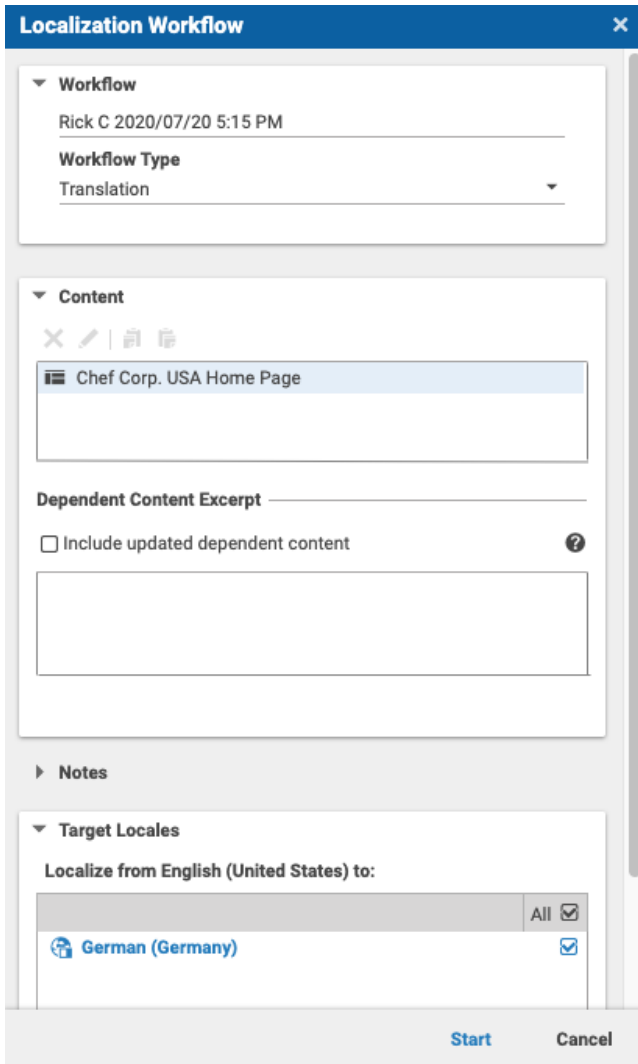 Localization Workflow
Workflow
Rick C 2020/07/20 5:15 PM
Workflow Type
Translation
Content
Chef Corp. USA Home Page
Dependent Content Excerpt
Include updated dependent content
Notes
Target Locales
Localize from English (United States) to:
All
German (Germany)
Start Cancel